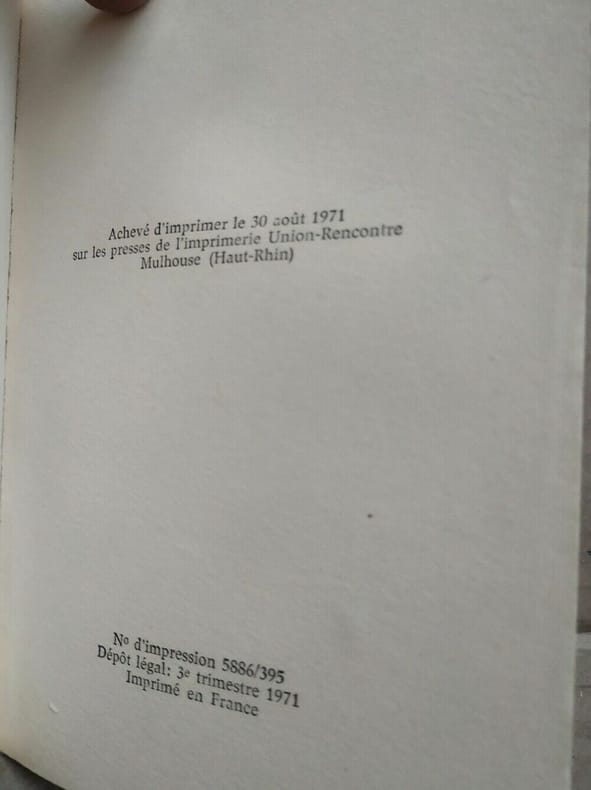 Achevé d'imprimer le 30 août 1971
sur les presses de l'imprimerie Union-Rencontre
Mulhouse (Haut-Rhin)
Nº d'impression 5886/395
Dépôt légal: 3e trimestre 1971
Imprimé en France